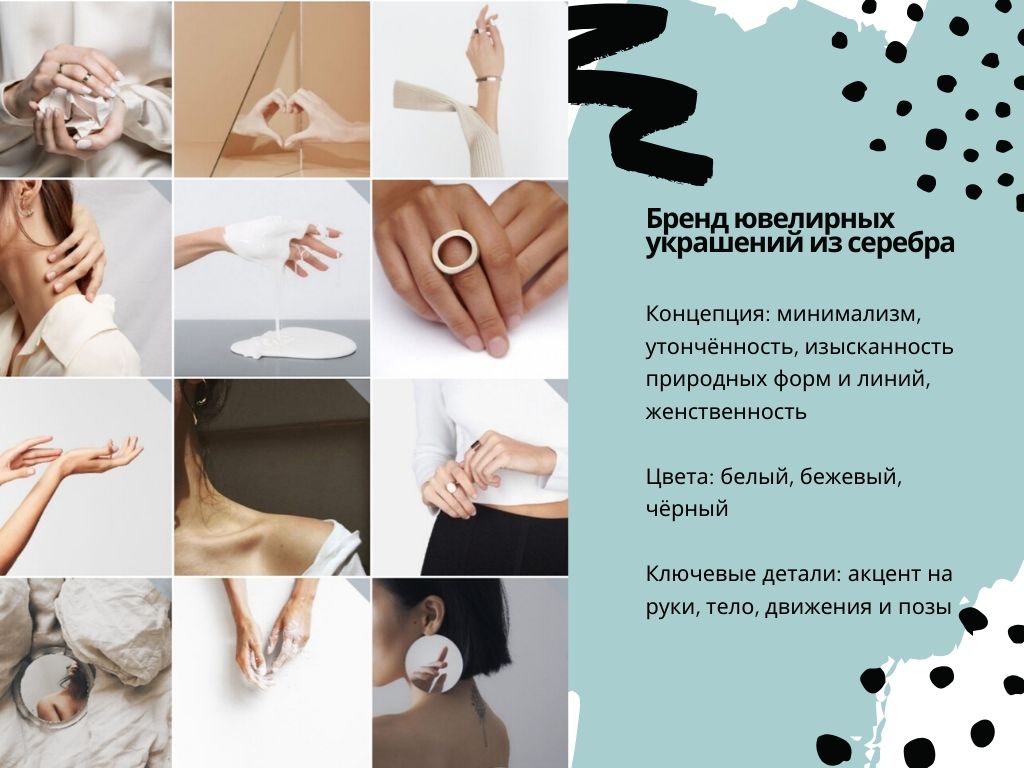 Бренд ювелирных
украшений из серебра
Концепция: минимализм,
утончённость, изысканность
природных форм и линий,
женственность
Цвета: белый, бежевый,
чёрный
Ключевые детали: акцент на
руки, тело, движения и позы